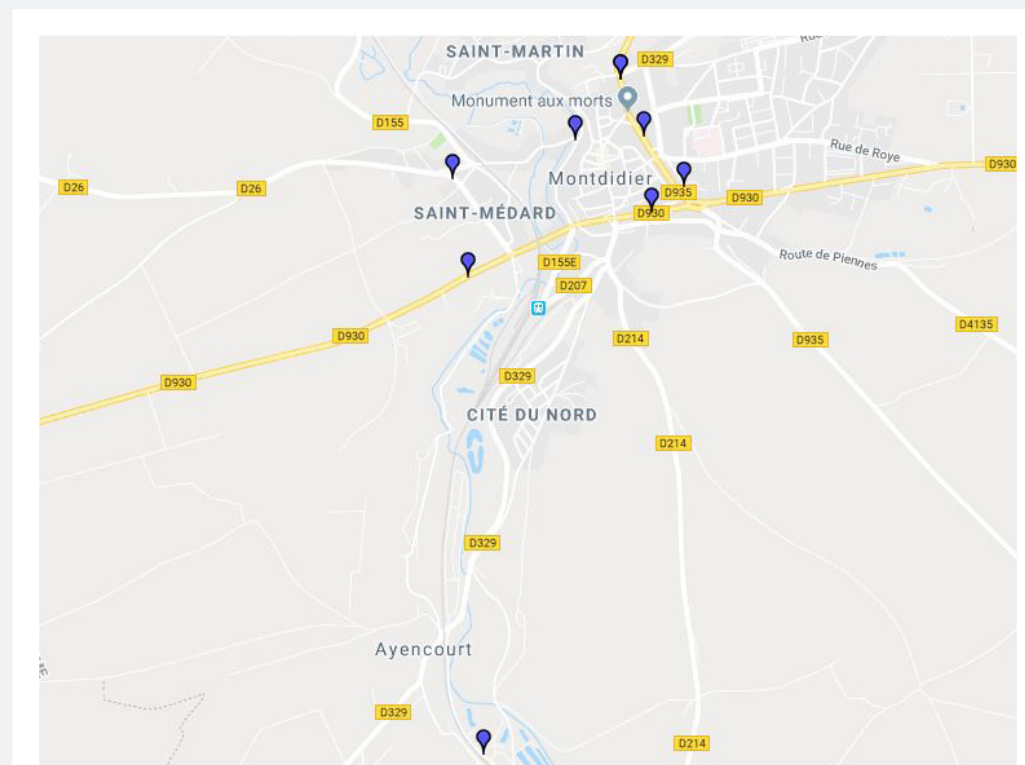 SAINT-MARTIN
D329
Monument aux morts
D155
Rue de Roye
D930
D26
D26
Montdidier
D935
D930
D930
SAINT-MÉDARD
D155E
Route de Piennes
D207
D4135
D930
D214
D935
D930
D329
CITÉ DU NORD
D214
D329
Ayencourt
D329
D214